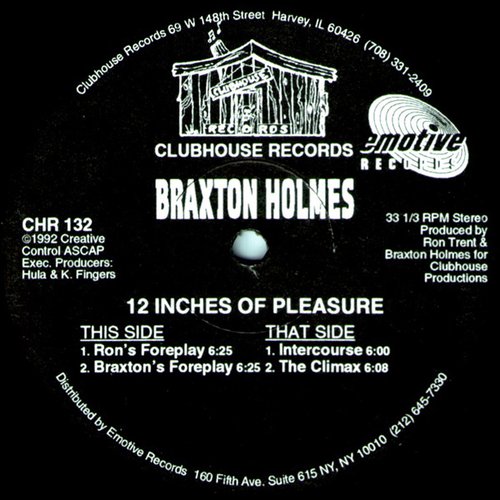 Clubhouse Records 69 W 148th Street Harvey, IL 60426 (708) 331-2409
CLUBHOUSE
RECORDS
CLUBHOUSE RECORDS
emotive
RECORDS
BRAXTON HOLMES
CHR 132
©1992 Creative
Control ASCAP
Exec. Producers:
Hula & K. Fingers
33 1/3 RPM Stereo
Produced by
Ron Trent &
Braxton Holmes for
Clubhouse
Productions
12 INCHES OF PLEASURE
THIS SIDE
1. Ron's Foreplay 6:25
2. Braxton's Foreplay 6:25
THAT SIDE
1. Intercourse 6:00
2. The Climax 6:08
Distributed by Emotive Records 160 Fifth Ave. Suite 615 NY, NY 10010 (212) 645-7330